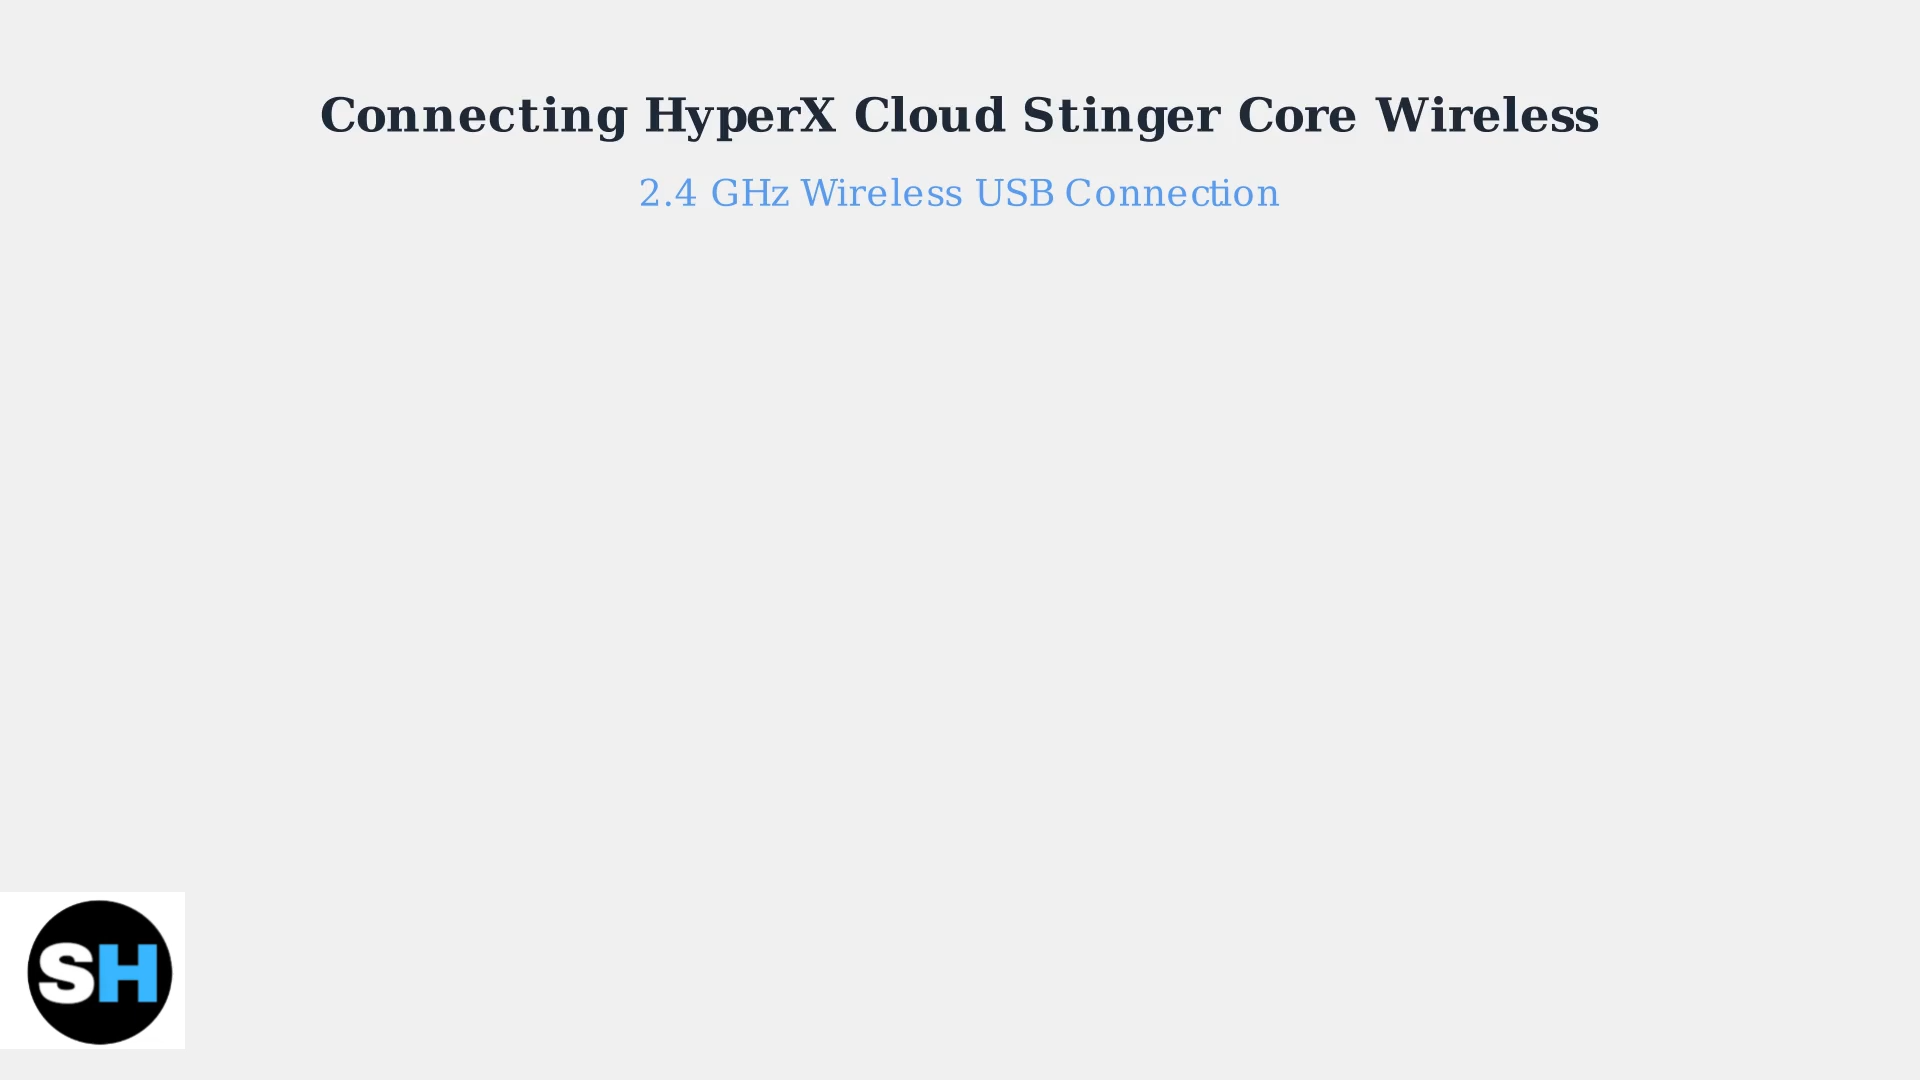 Connecting HyperX Cloud Stinger Core Wireless
2.4 GHz Wireless USB Connection
SH